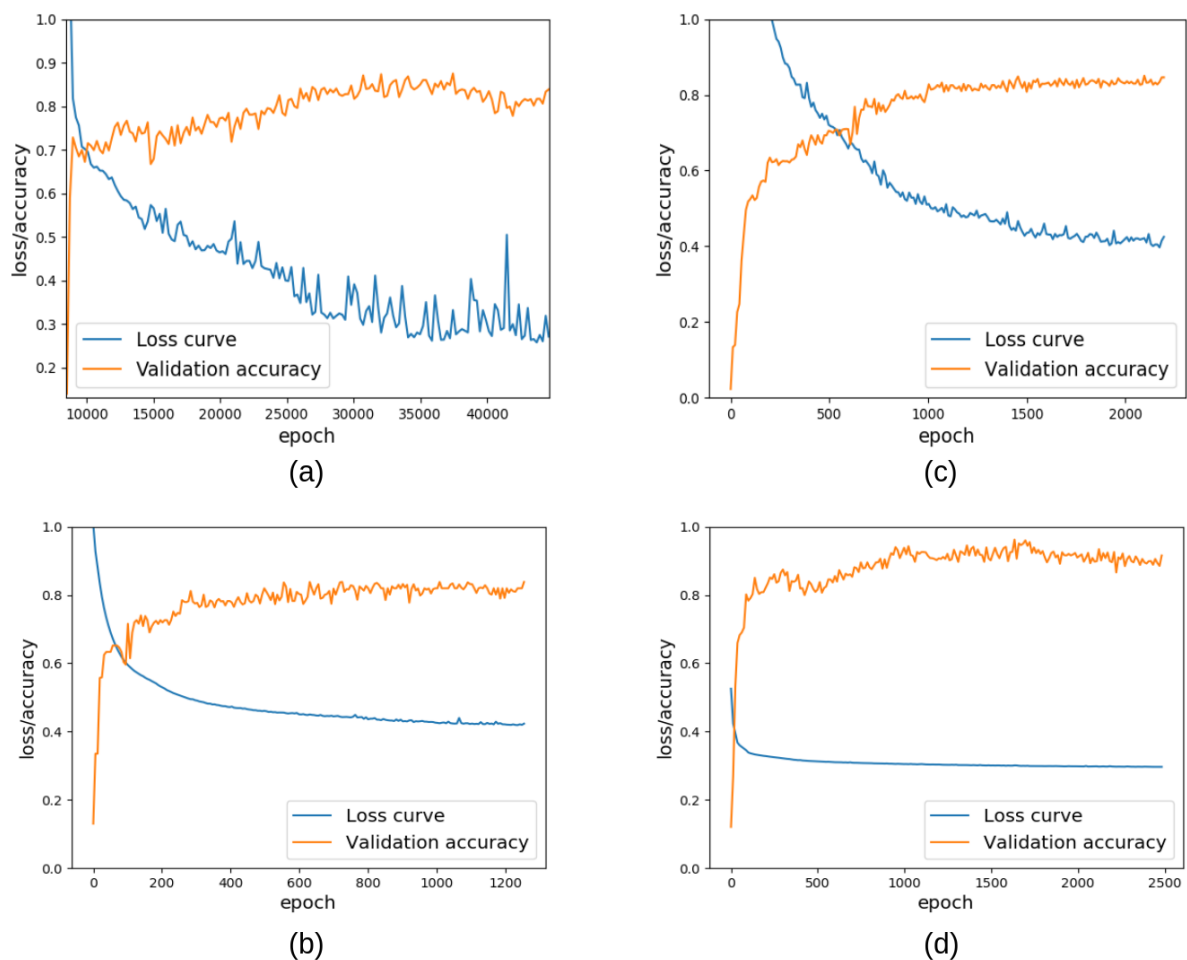 1.0
0.9
0.8
0.7
0.6
0.5
0.4
0.3
0.2
loss/accuracy
Loss curve
Validation accuracy
10000 15000 20000 25000 30000 35000 40000
epoch
(a)
1.0
0.8
0.6
0.4
0.2
0.0
loss/accuracy
Loss curve
Validation accuracy
0 500 1000 1500 2000
epoch
(c)
1.0
0.8
0.6
0.4
0.2
0.0
loss/accuracy
Loss curve
Validation accuracy
0 200 400 600 800 1000 1200
epoch
(b)
1.0
0.8
0.6
0.4
0.2
0.0
loss/accuracy
Loss curve
Validation accuracy
0 500 1000 1500 2000 2500
epoch
(d)